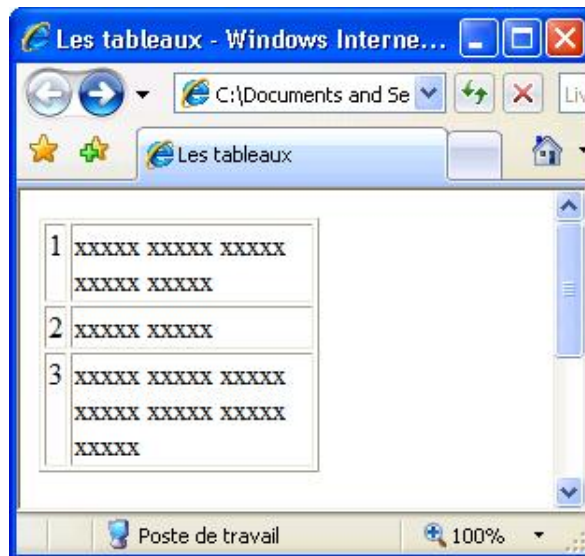 Les tableaux - Windows Interne...
C:\Documents and Se
Liv
Les tableaux
1 xxxxx xxxxx xxxxx
xxxxx xxxxx
2 xxxxx xxxxx
3 xxxxx xxxxx xxxxx
xxxxx xxxxx xxxxx
xxxxx
Poste de travail 100%